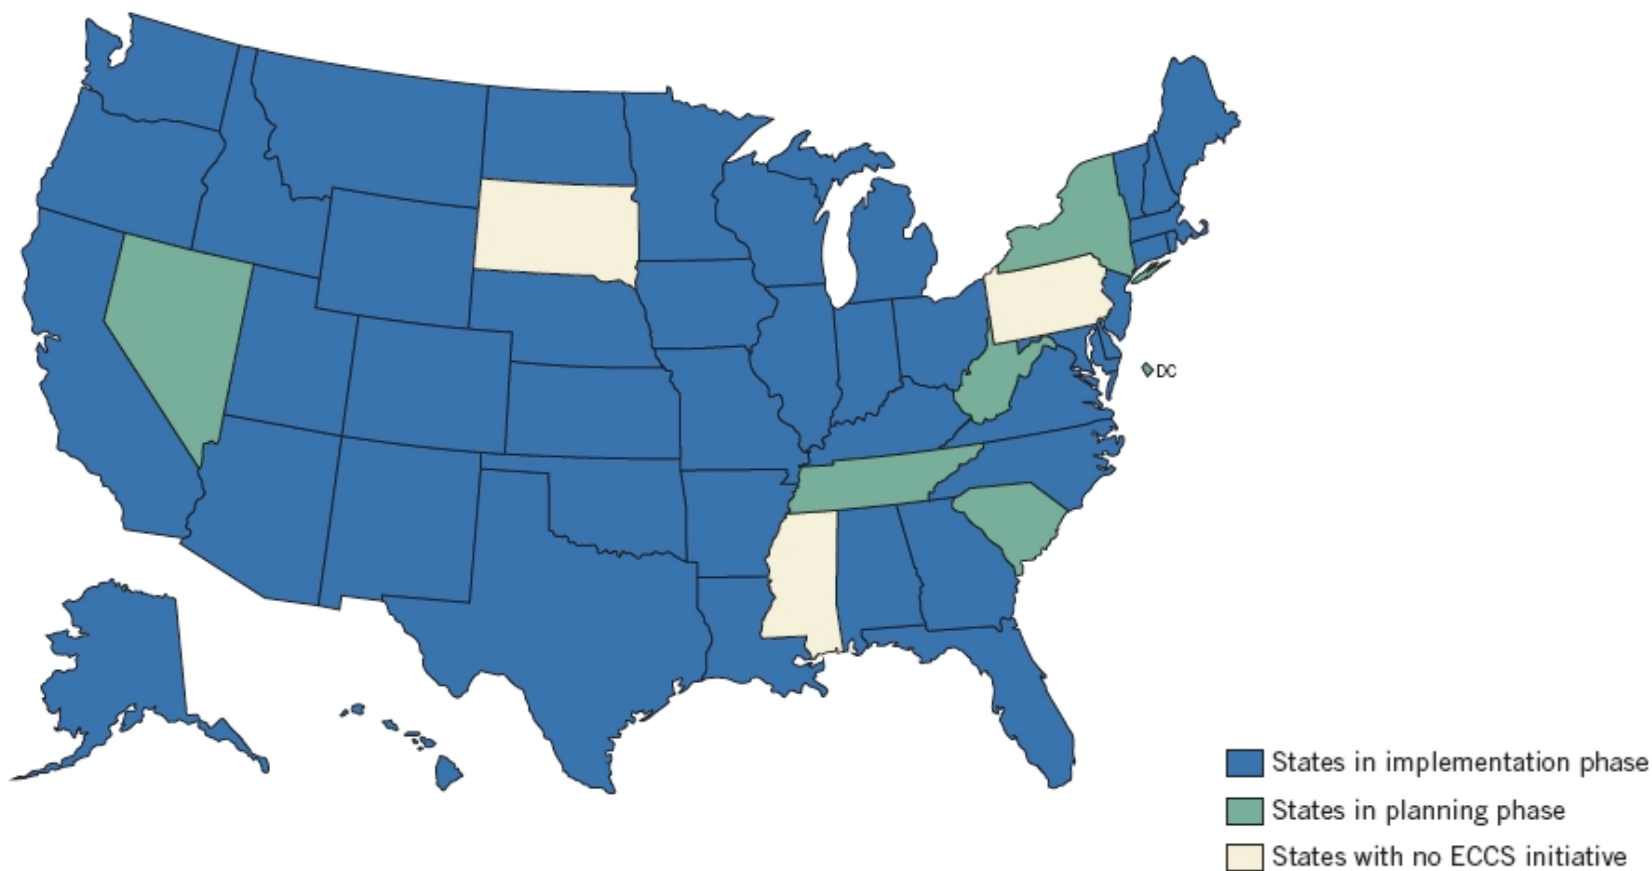 DC
States in implementation phase
States in planning phase
States with no ECCS initiative